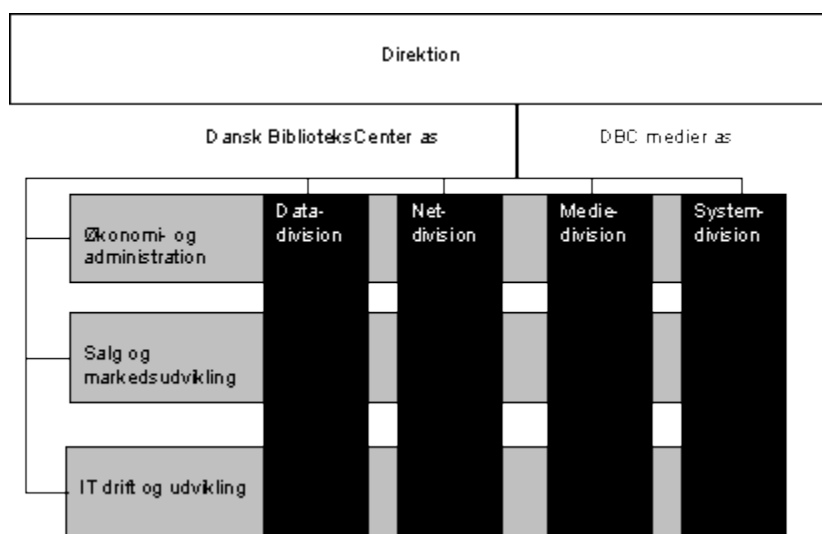 Direktion
Dansk BiblioteksCenter as
DBC medier as
Data-
division
Net-
division
Medie-
division
System-
division
Økonomi- og
administration
Salg og
markedsudvikling
IT drift og udvikling